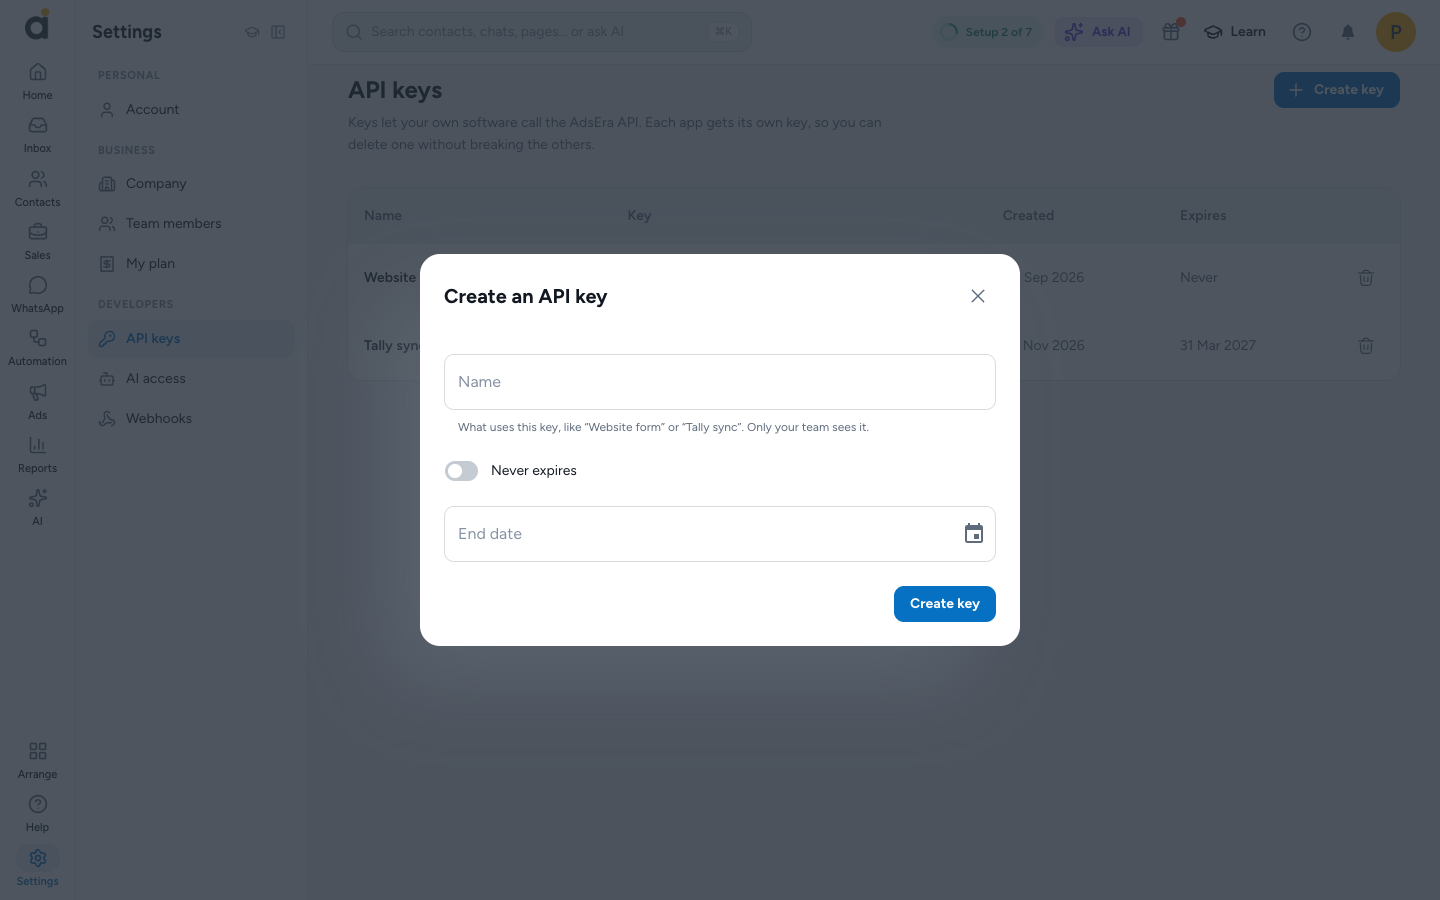 Settings
Search contacts, chats, pages... or ask AI
⌘K
Setup 2 of 7
Ask AI
Learn
P
Home
Inbox
Contacts
Sales
WhatsApp
Automation
Ads
Reports
AI
Arrange
Help
Settings
PERSONAL
Account
BUSINESS
Company
Team members
My plan
DEVELOPERS
API keys
AI access
Webhooks
API keys
Create key
Keys let your own software call the AdsEra API. Each app gets its own key, so you can
delete one without breaking the others.
Name Key Created Expires
Website Sep 2026 Never
Tally sync Nov 2026 31 Mar 2027
Create an API key
Name
What uses this key, like “Website form” or “Tally sync”. Only your team sees it.
Never expires
End date
Create key